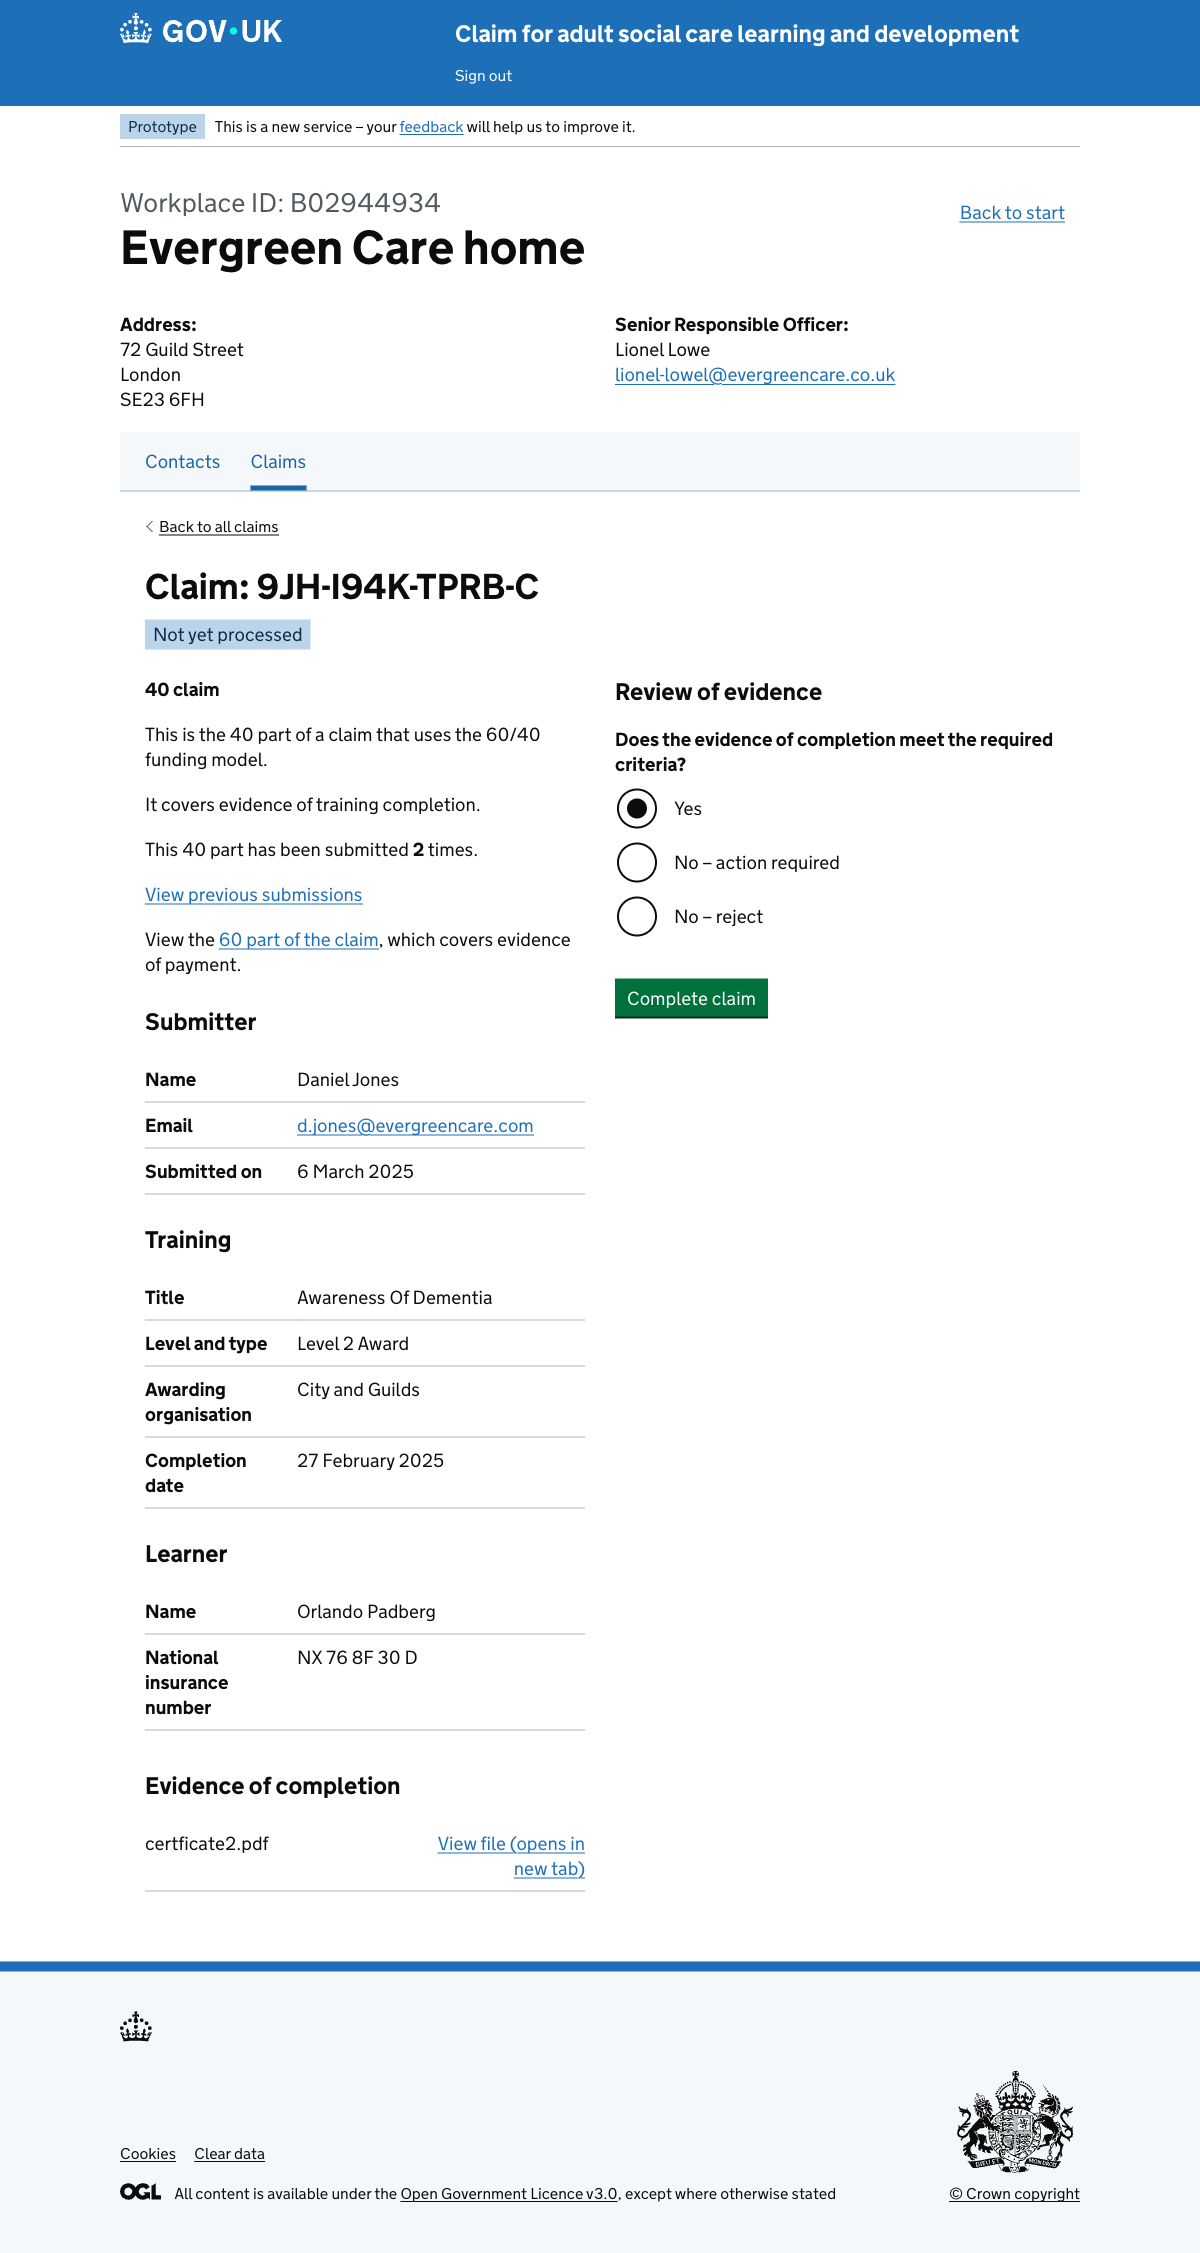 GOV·UK
Claim for adult social care learning and development
Sign out
Prototype This is a new service – your feedback will help us to improve it.
Workplace ID: B02944934
Evergreen Care home
Back to start
Address:
72 Guild Street
London
SE23 6FH
Senior Responsible Officer:
Lionel Lowe
lionel-lowel@evergreencare.co.uk
Contacts Claims
Back to all claims
Claim: 9JH-I94K-TPRB-C
Not yet processed
40 claim
This is the 40 part of a claim that uses the 60/40
funding model.
It covers evidence of training completion.
This 40 part has been submitted 2 times.
View previous submissions
View the 60 part of the claim, which covers evidence
of payment.
Submitter
Name Daniel Jones
Email d.jones@evergreencare.com
Submitted on 6 March 2025
Training
Title Awareness Of Dementia
Level and type Level 2 Award
Awarding City and Guilds
organisation
Completion 27 February 2025
date
Learner
Name Orlando Padberg
National NX 76 8F 30 D
insurance
number
Evidence of completion
certficate2.pdf View file (opens in
new tab)
Review of evidence
Does the evidence of completion meet the required
criteria?
Yes
No – action required
No – reject
Complete claim
Cookies Clear data
OGL All content is available under the Open Government Licence v3.0, except where otherwise stated
© Crown copyright